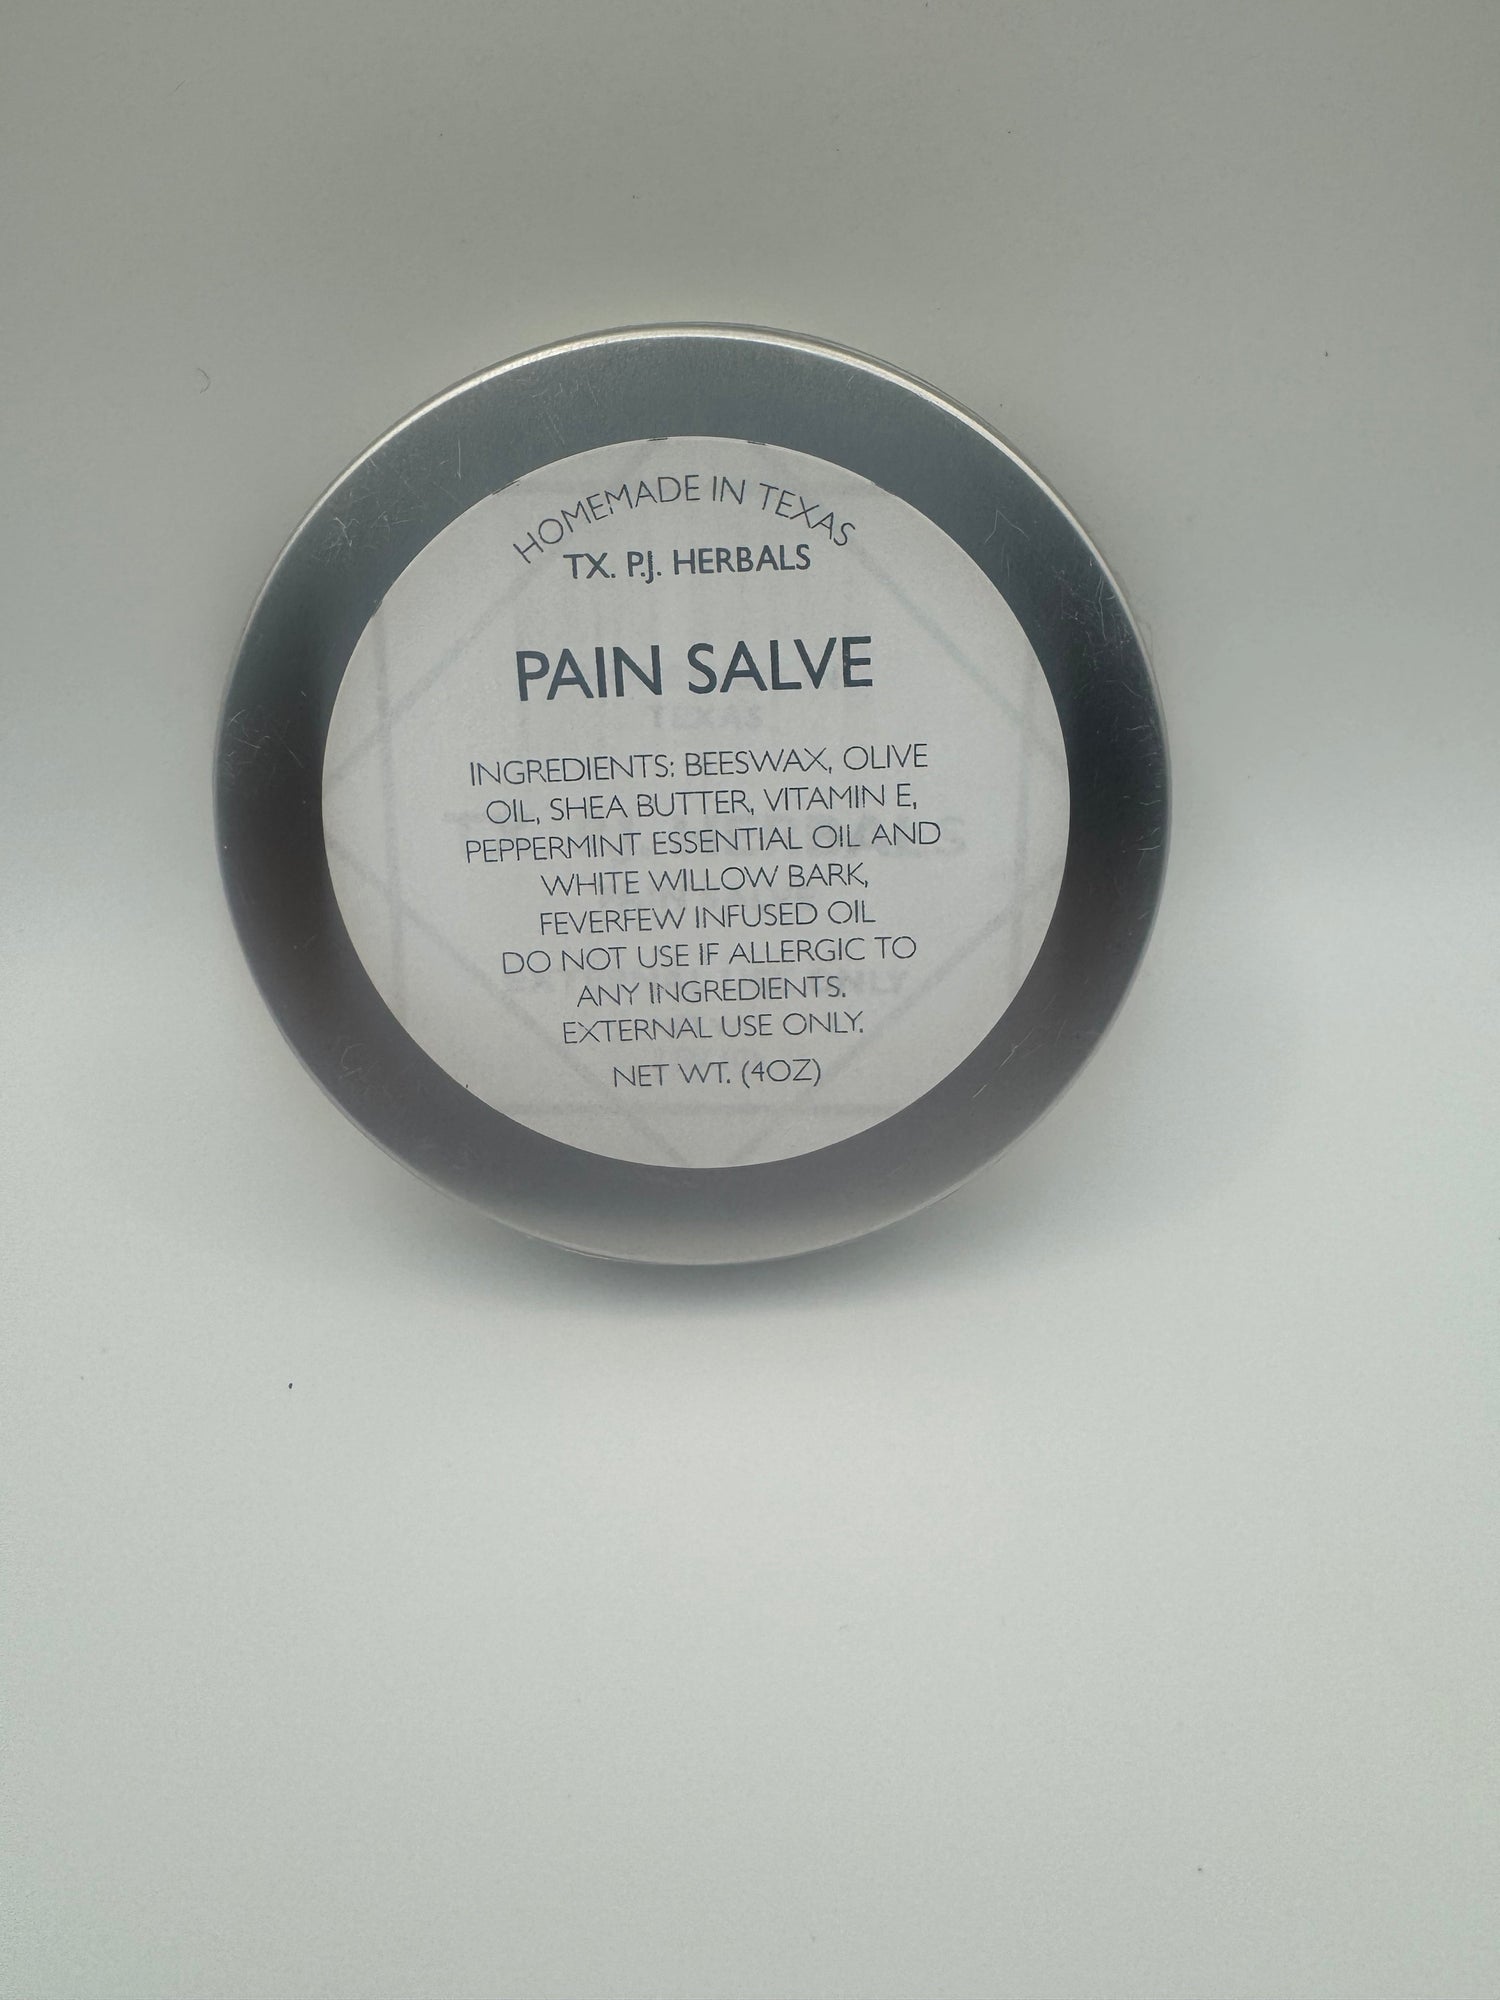 HOMEMADE IN TEXAS
TX. P.J. HERBALS
PAIN SALVE
TEXAS
INGREDIENTS: BEESWAX, OLIVE
OIL, SHEA BUTTER, VITAMIN E,
PEPPERMINT ESSENTIAL OIL AND
WHITE WILLOW BARK,
FEVERFEW INFUSED OIL
DO NOT USE IF ALLERGIC TO
ANY INGREDIENTS.
EXTERNAL USE ONLY.
NET WT. (4OZ)